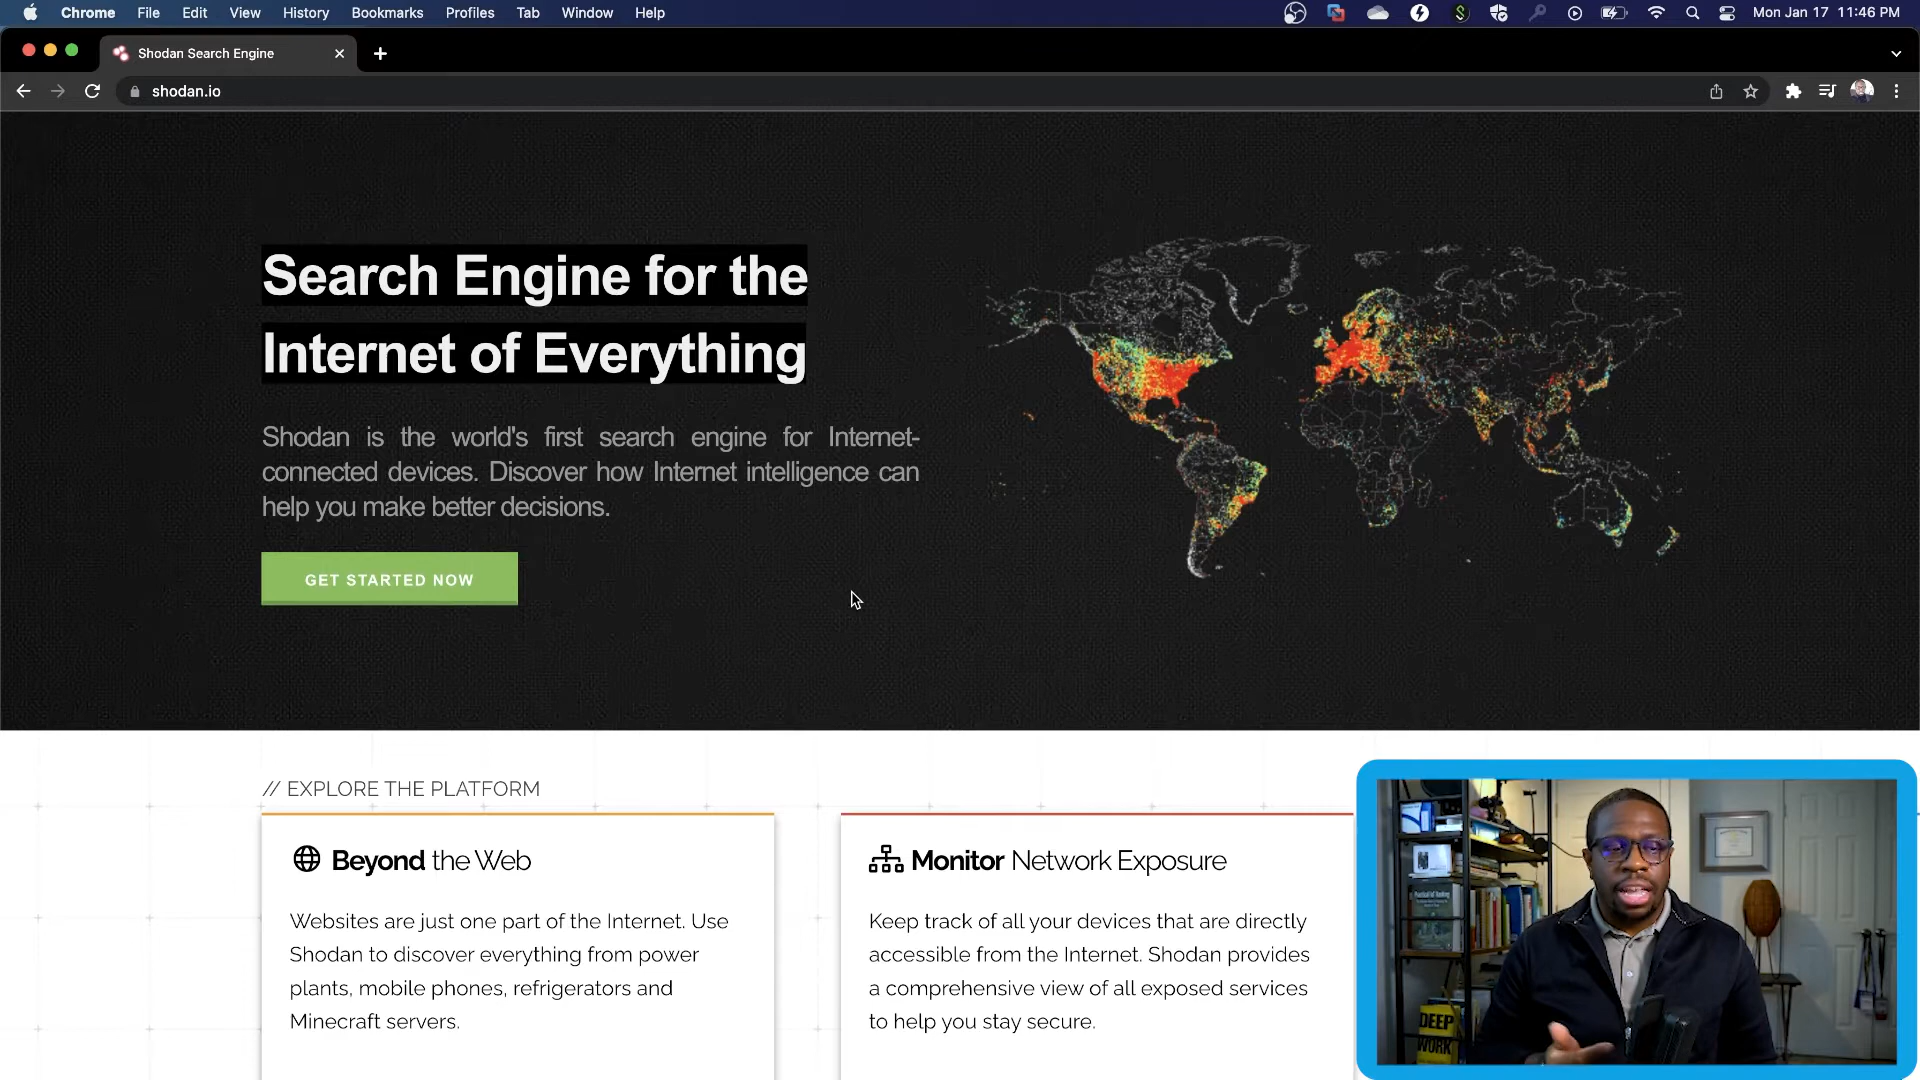 Chrome File Edit View History Bookmarks Profiles Tab Window Help
Mon Jan 17 11:46 PM
Shodan Search Engine
shodan.io
Search Engine for the
Internet of Everything
Shodan is the world's first search engine for Internet-
connected devices. Discover how Internet intelligence can
help you make better decisions.
GET STARTED NOW
// EXPLORE THE PLATFORM
Beyond the Web
Websites are just one part of the Internet. Use
Shodan to discover everything from power
plants, mobile phones, refrigerators and
Minecraft servers.
Monitor Network Exposure
Keep track of all your devices that are directly
accessible from the Internet. Shodan provides
a comprehensive view of all exposed services
to help you stay secure.
DEEP
WORK